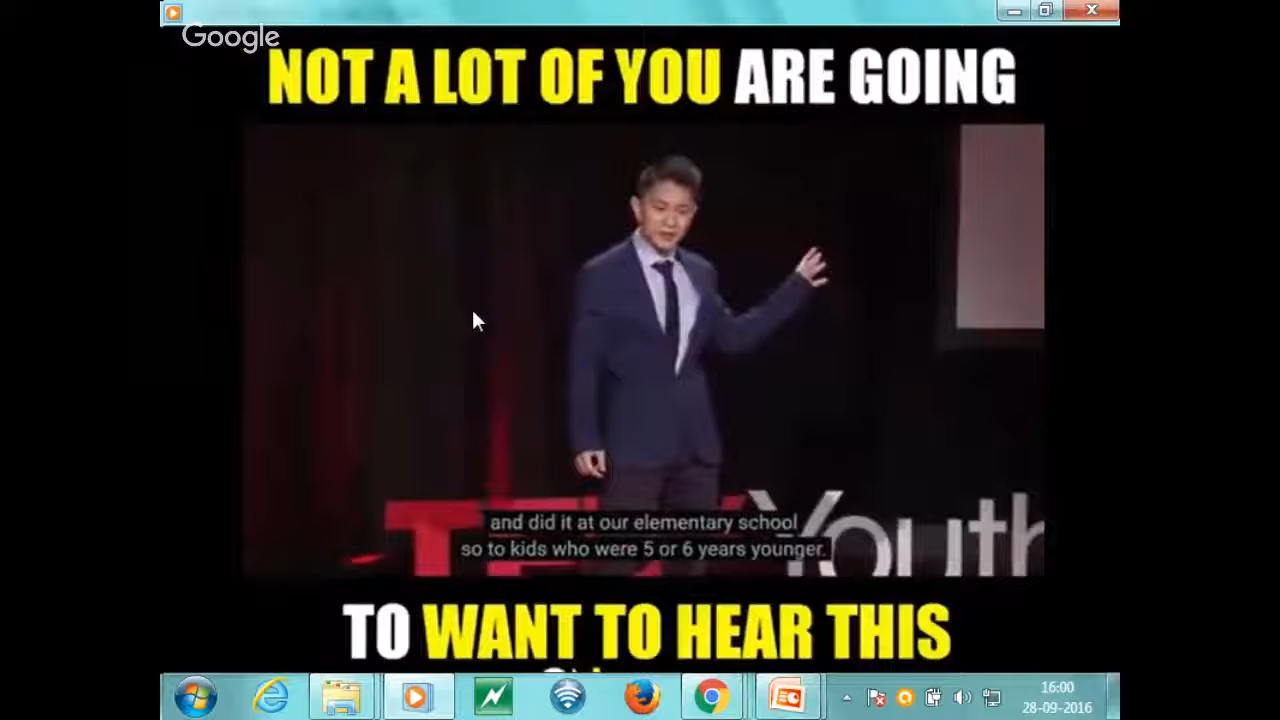 Google
NOT A LOT OF YOU ARE GOING
and did it at our elementary school
so to kids who were 5 or 6 years younger.
TEDxYouth
TO WANT TO HEAR THIS
16:00
28-09-2016